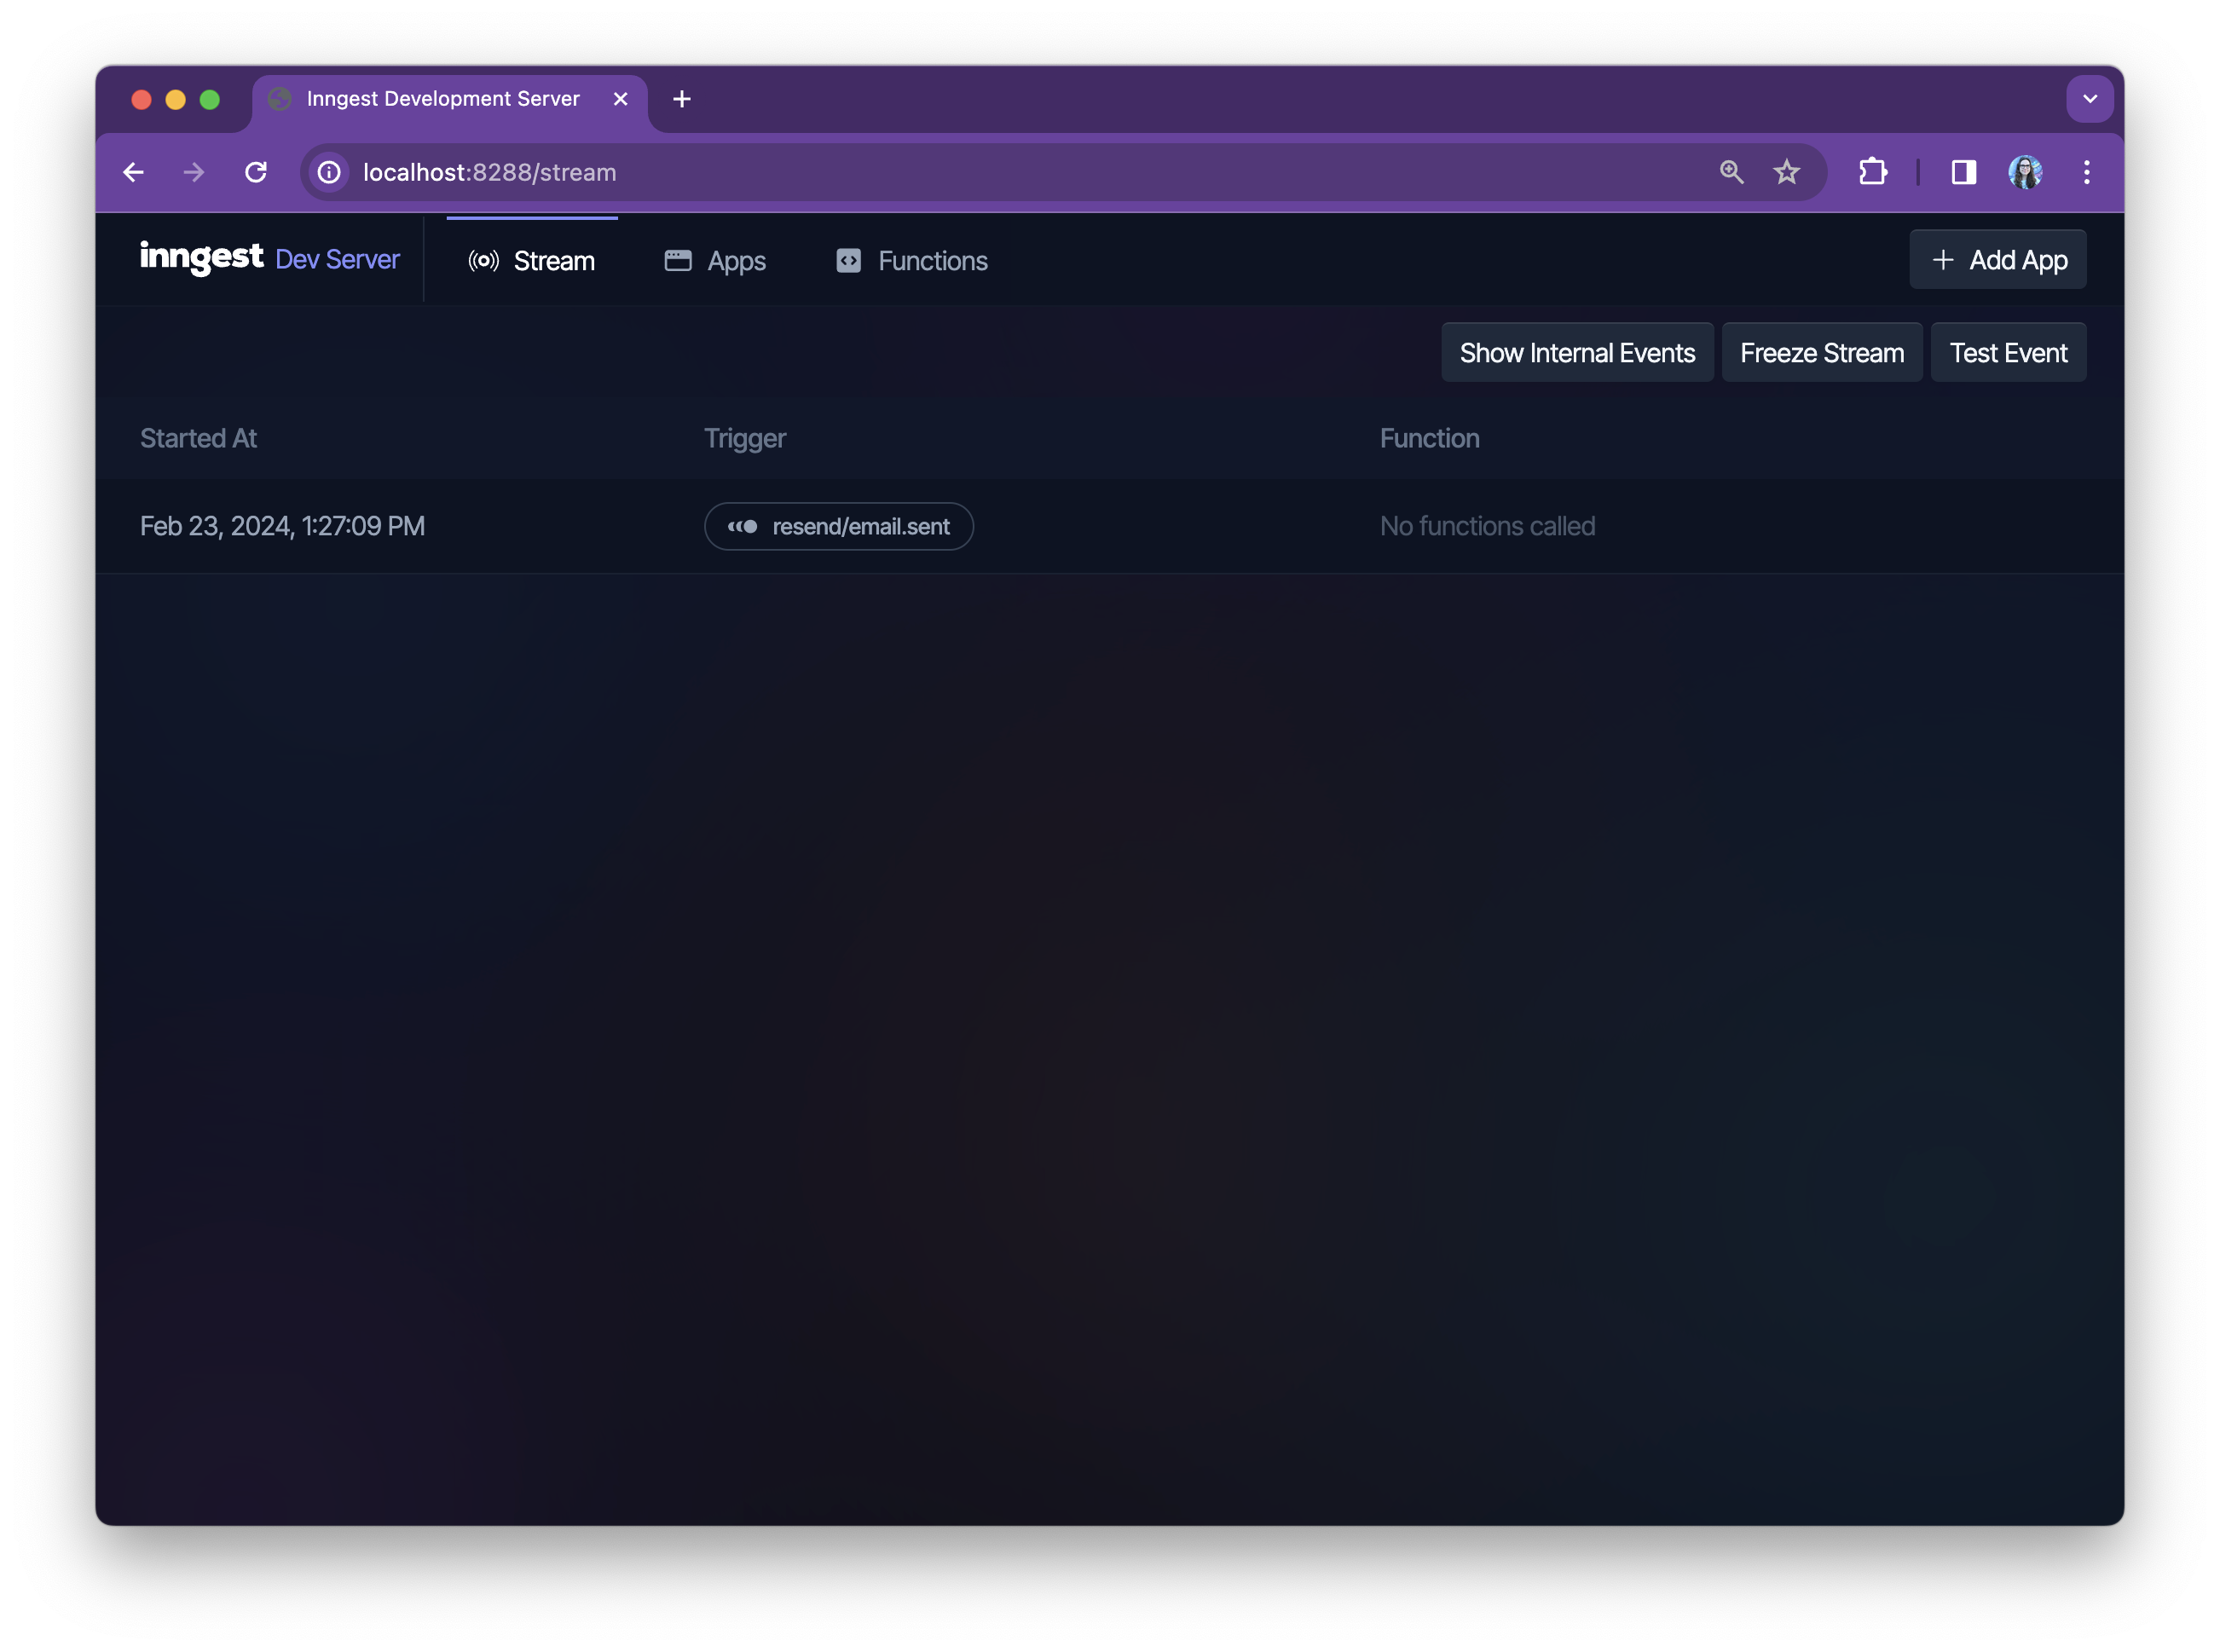 Inngest Development Server
localhost:8288/stream
inngest Dev Server Stream Apps Functions Add App
Show Internal Events Freeze Stream Test Event
Started At Trigger Function
Feb 23, 2024, 1:27:09 PM resend/email.sent No functions called